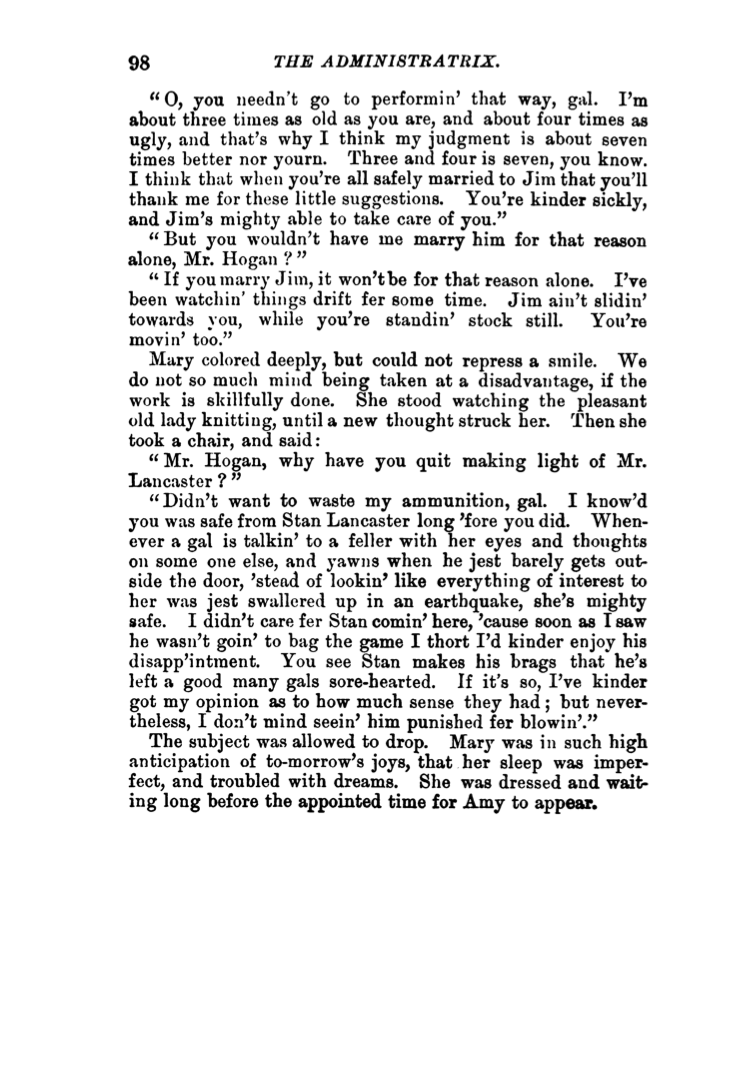 98 THE ADMINISTRATRIX.
“O, you needn't go to performin' that way, gal. I'm
about three times as old as you are, and about four times as
ugly, and that's why I think my judgment is about seven
times better nor yourn. Three and four is seven, you know.
I think that when you're all safely married to Jim that you'll
thank me for these little suggestions. You're kinder sickly,
and Jim's mighty able to take care of you.”
“But you wouldn't have me marry him for that reason
alone, Mr. Hogan?”
“If you marry Jim, it won't be for that reason alone. I've
been watchin' things drift fer some time. Jim ain't slidin'
towards you, while you're standin' stock still. You're
movin' too.”
Mary colored deeply, but could not repress a smile. We
do not so much mind being taken at a disadvantage, if the
work is skillfully done. She stood watching the pleasant
old lady knitting, until a new thought struck her. Then she
took a chair, and said:
“Mr. Hogan, why have you quit making light of Mr.
Lancaster?”
“Didn't want to waste my ammunition, gal. I know'd
you was safe from Stan Lancaster long 'fore you did. When-
ever a gal is talkin' to a feller with her eyes and thoughts
on some one else, and yawns when he jest barely gets out-
side the door, 'stead of lookin' like everything of interest to
her was jest swallered up in an earthquake, she's mighty
safe. I didn't care fer Stan comin' here, 'cause soon as I saw
he wasn't goin' to bag the game I thort I'd kinder enjoy his
disapp'intment. You see Stan makes his brags that he's
left a good many gals sore-hearted. If it's so, I've kinder
got my opinion as to how much sense they had; but never-
theless, I don't mind seein' him punished fer blowin'.”
The subject was allowed to drop. Mary was in such high
anticipation of to-morrow's joys, that her sleep was imper-
fect, and troubled with dreams. She was dressed and wait-
ing long before the appointed time for Amy to appear.